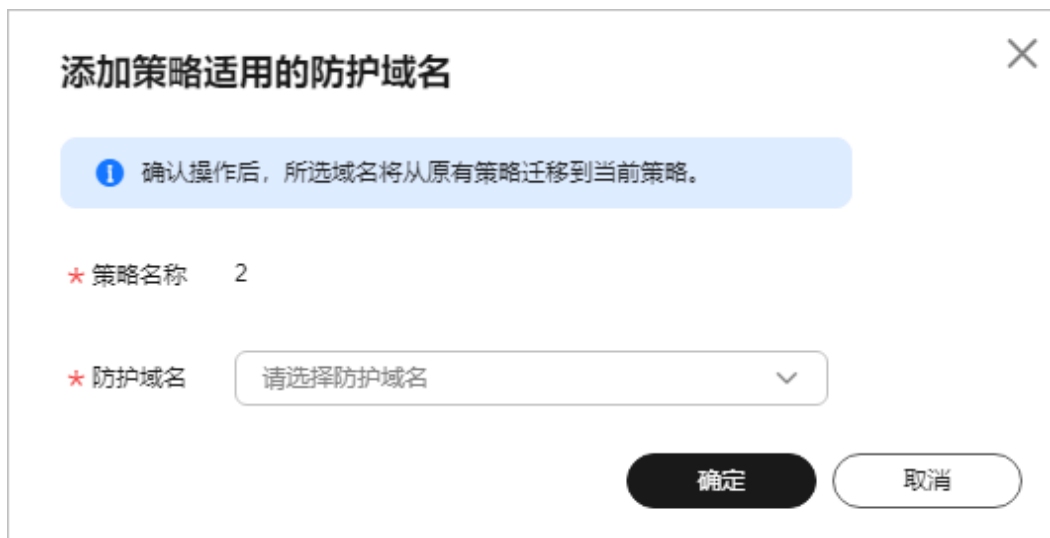 添加策略适用的防护域名
确认操作后，所选域名将从原有策略迁移到当前策略。
* 策略名称 2
* 防护域名 请选择防护域名
确定 取消